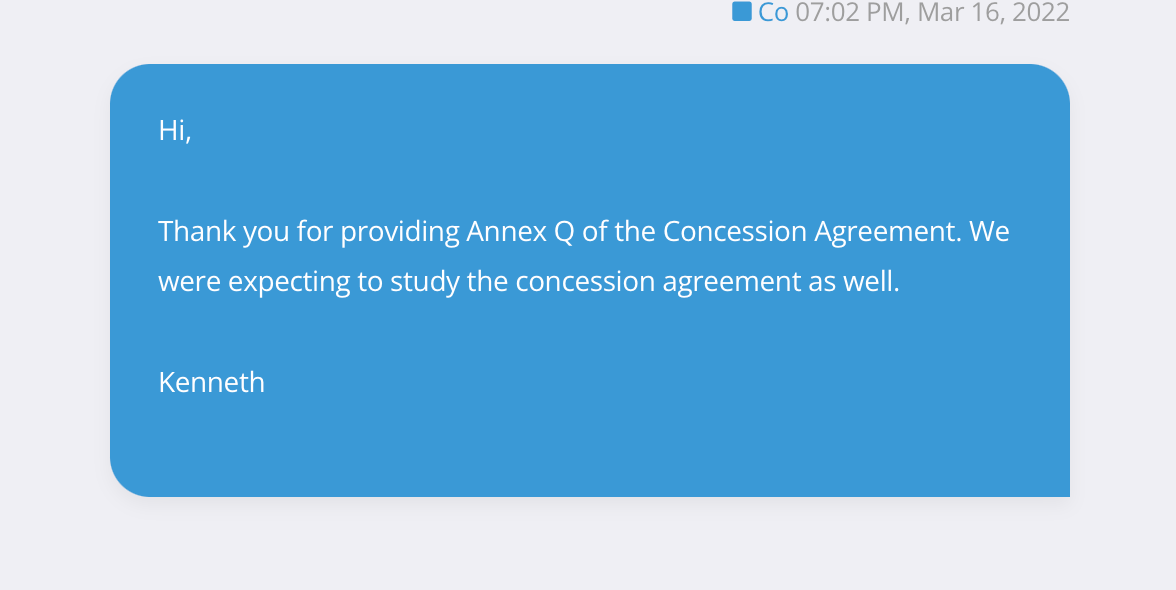 Co 07:02 PM, Mar 16, 2022
Hi,
Thank you for providing Annex Q of the Concession Agreement. We
were expecting to study the concession agreement as well.
Kenneth